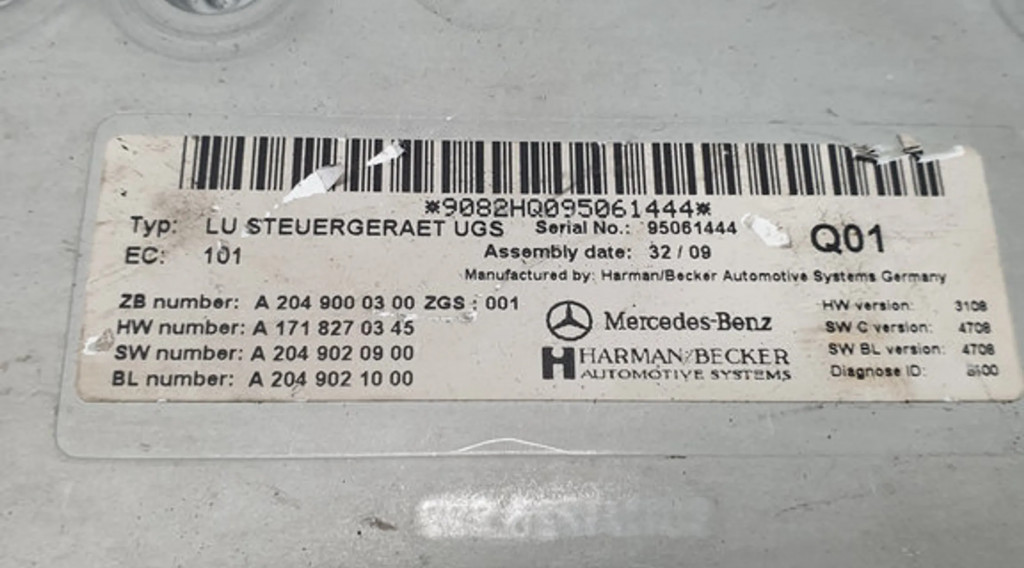 *9082HQ095061444*
Typ: LU STEUERGERAET UGS Serial No.: 95061444
EC: 101 Assembly date: 32/09 Q01
Manufactured by: Harman/Becker Automotive Systems Germany
ZB number: A 204 900 03 00 ZGS : 001
HW number: A 171 827 03 45
SW number: A 204 902 09 00
BL number: A 204 902 10 00
Mercedes-Benz
HARMAN/BECKER
AUTOMOTIVE SYSTEMS
HW version: 3108
SW C version: 4708
SW BL version: 4708
Diagnose ID: